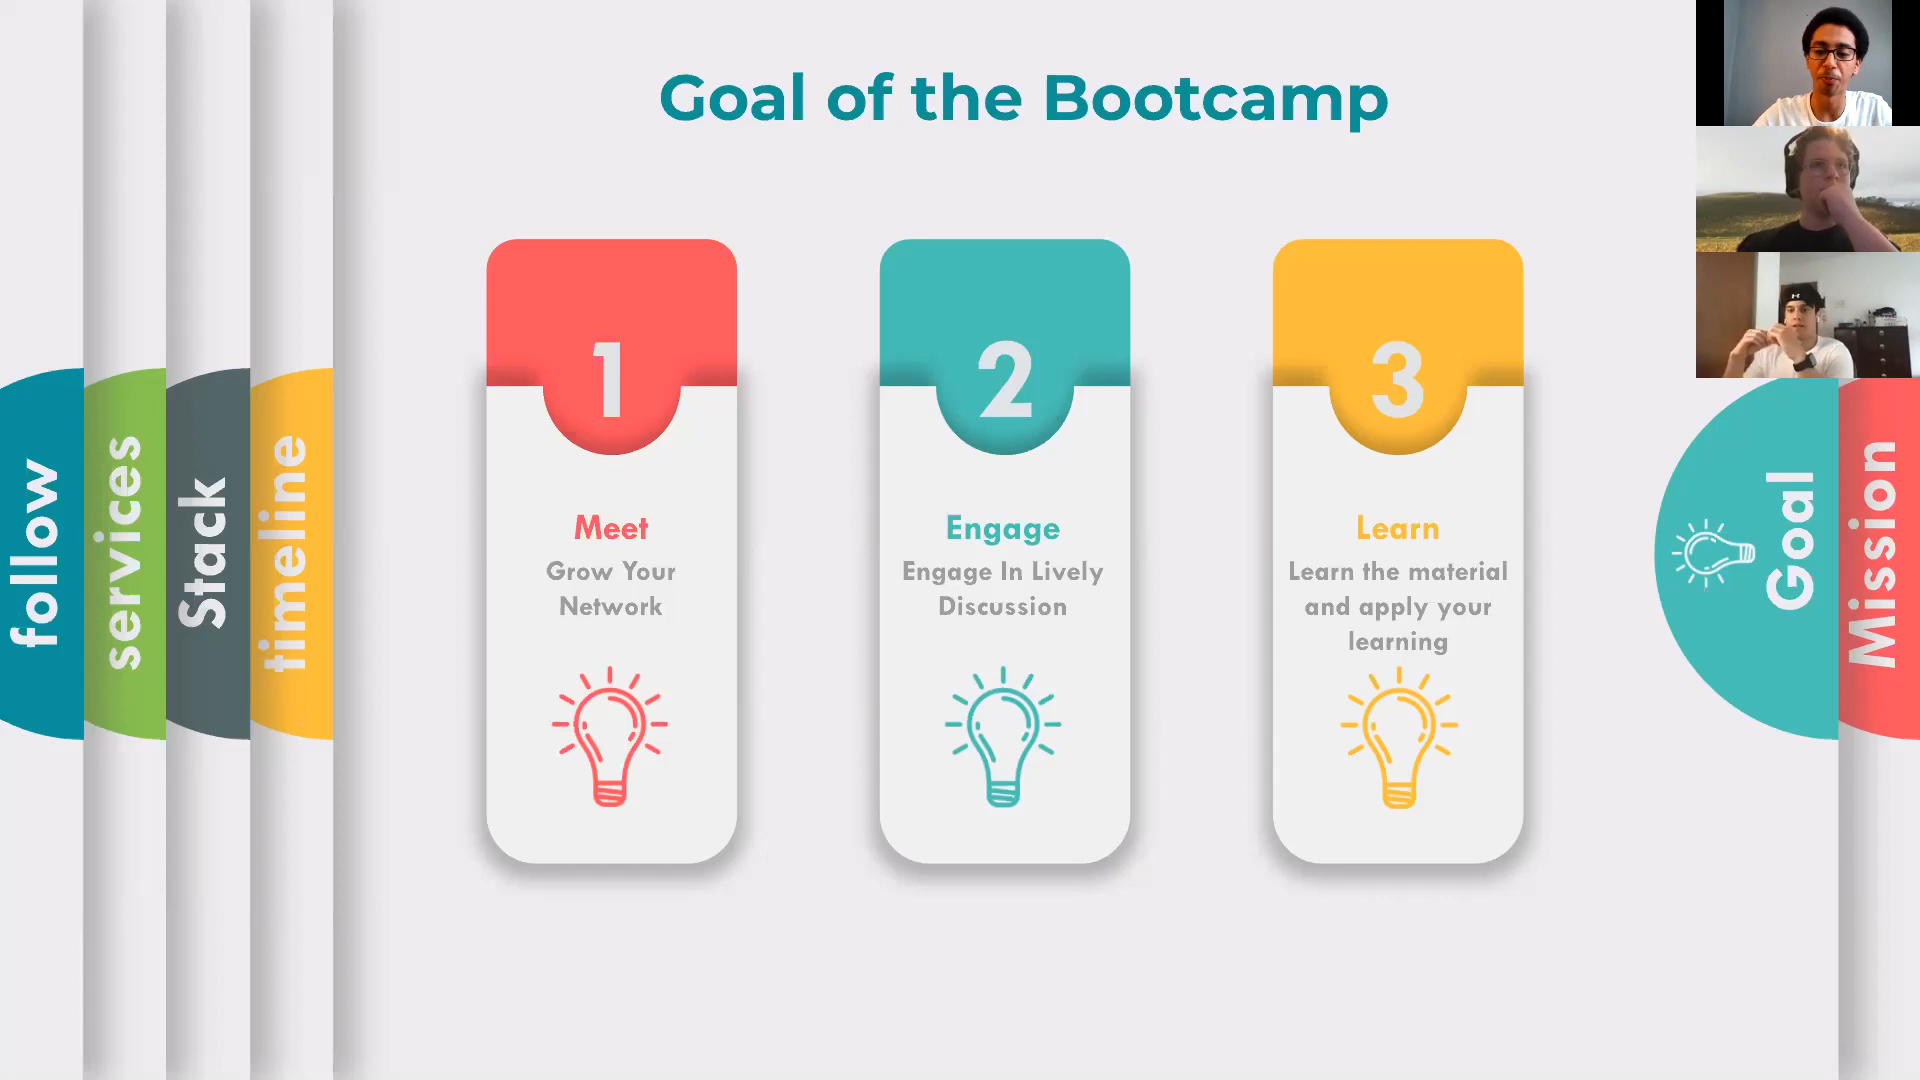 Goal of the Bootcamp
follow
services
Stack
timeline
1
Meet
Grow Your
Network
2
Engage
Engage In Lively
Discussion
3
Learn
Learn the material
and apply your
learning
Goal
Mission